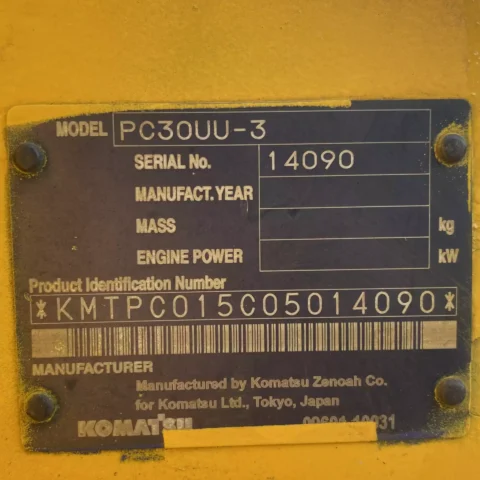 MODEL PC30UU-3
SERIAL No. 14090
MANUFACT.YEAR
MASS kg
ENGINE POWER kW
Product Identification Number
*KMTPC015C05014090*
MANUFACTURER
Manufactured by Komatsu Zenoah Co.
for Komatsu Ltd., Tokyo, Japan
KOMATSU